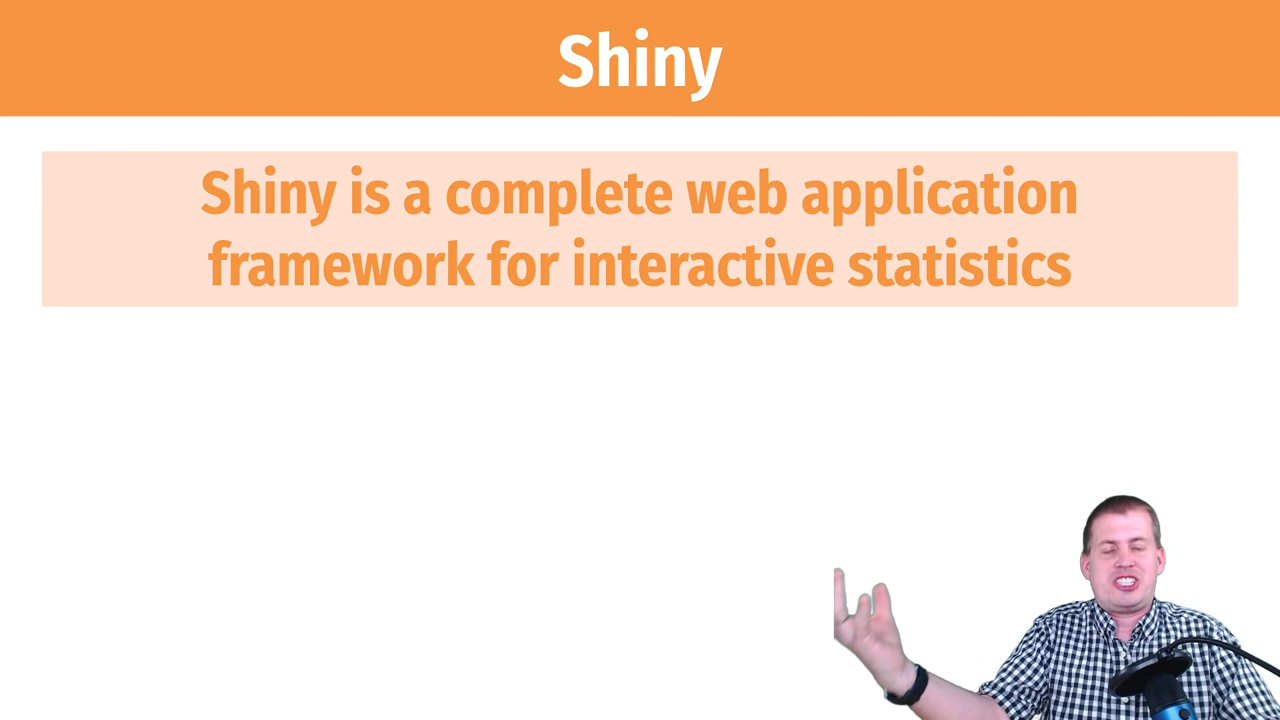 Shiny
Shiny is a complete web application
framework for interactive statistics